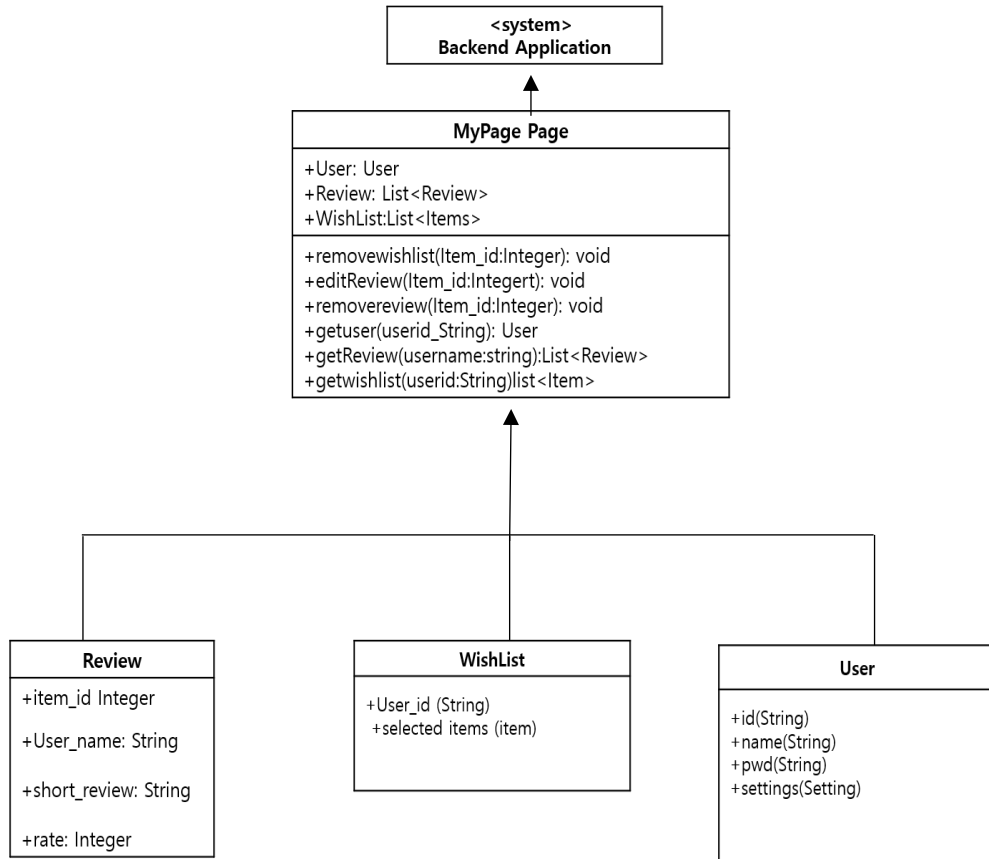 <system>
Backend Application
MyPage Page
+User: User
+Review: List<Review>
+WishList:List<Items>
+removewishlist(Item_id:Integer): void
+editReview(Item_id:Integert): void
+removereview(Item_id:Integer): void
+getuser(userid_String): User
+getReview(username:string):List<Review>
+getwishlist(userid:String)list<Item>
Review
+item_id Integer
+User_name: String
+short_review: String
+rate: Integer
WishList
+User_id (String)
+selected items (item)
User
+id(String)
+name(String)
+pwd(String)
+settings(Setting)